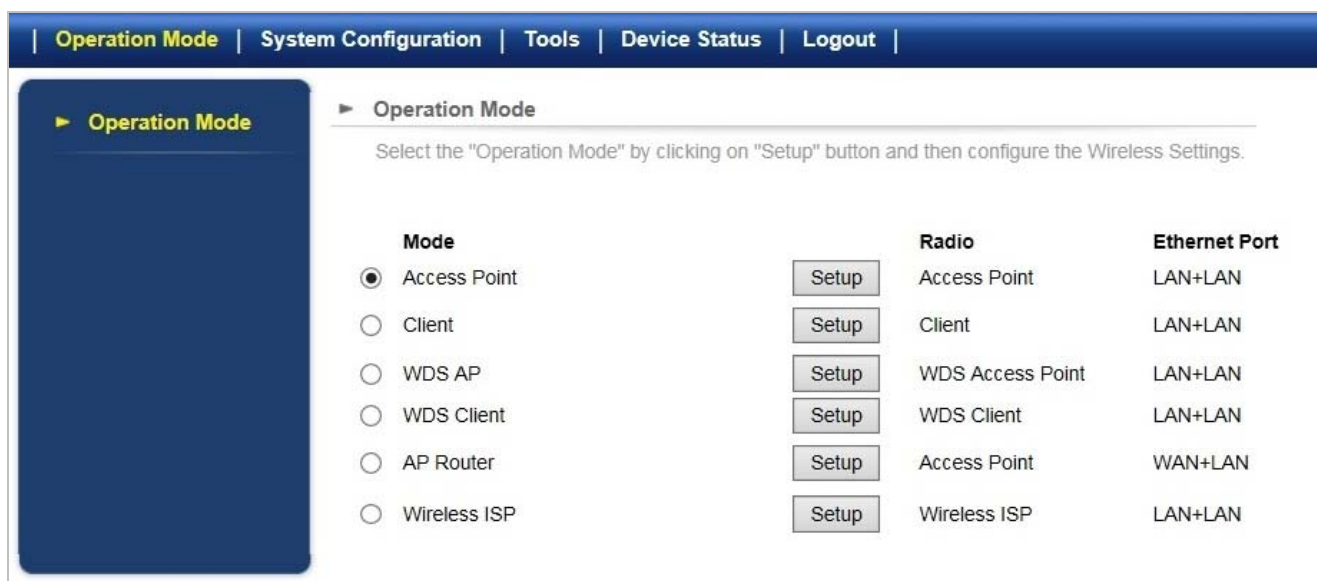 | Operation Mode | System Configuration | Tools | Device Status | Logout |
► Operation Mode
► Operation Mode
Select the "Operation Mode" by clicking on "Setup" button and then configure the Wireless Settings.
Mode Radio Ethernet Port
Access Point Setup Access Point LAN+LAN
Client Setup Client LAN+LAN
WDS AP Setup WDS Access Point LAN+LAN
WDS Client Setup WDS Client LAN+LAN
AP Router Setup Access Point WAN+LAN
Wireless ISP Setup Wireless ISP LAN+LAN